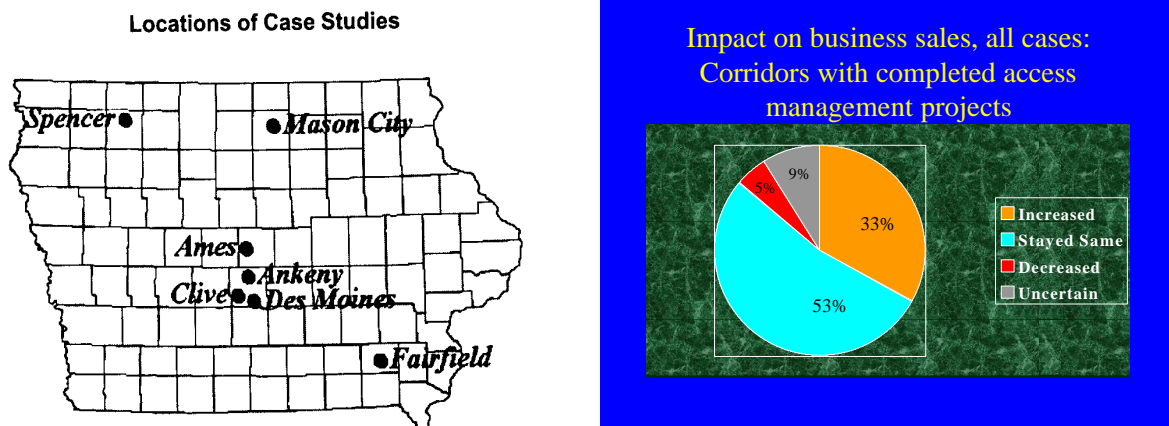 Locations of Case Studies
Spencer
Mason City
Ames
Ankeny
Clive
Des Moines
Fairfield
Impact on business sales, all cases:
Corridors with completed access
management projects
9%
5%
33%
53%
Increased
Stayed Same
Decreased
Uncertain